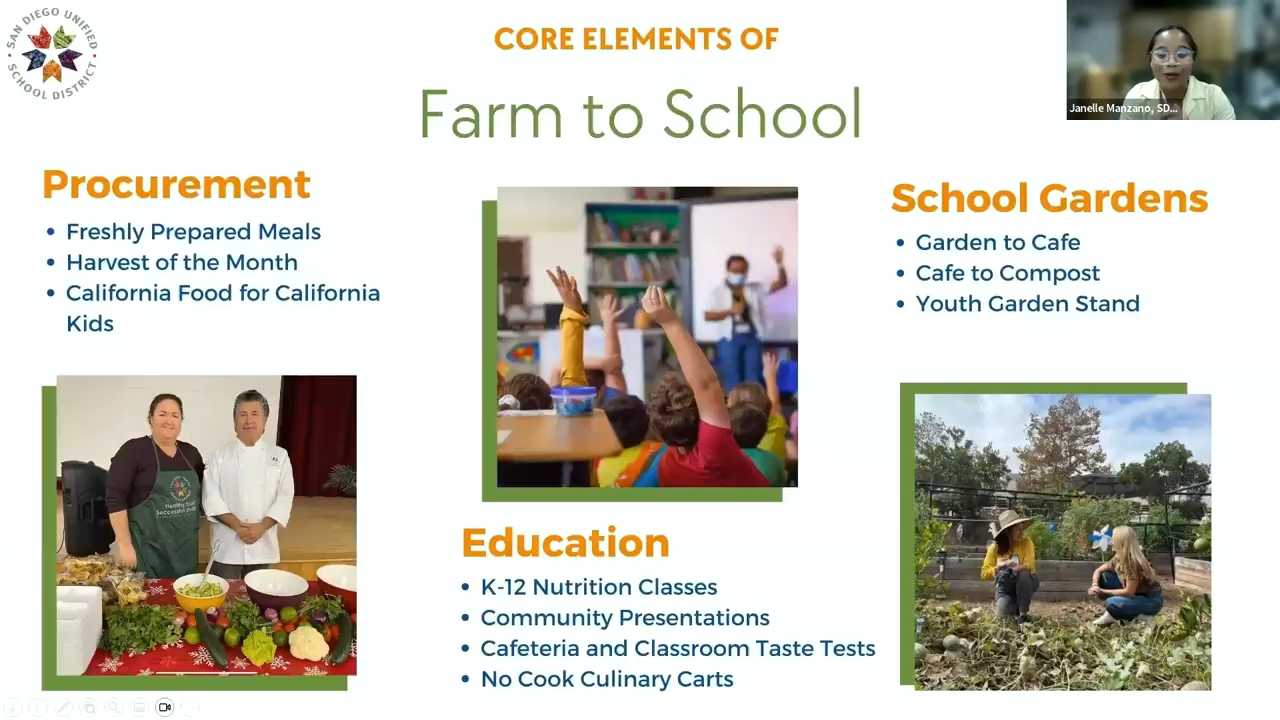 SAN DIEGO UNIFIED
SCHOOL DISTRICT
CORE ELEMENTS OF
Farm to School
Janelle Manzano, SD...
Procurement
• Freshly Prepared Meals
• Harvest of the Month
• California Food for California
Kids
School Gardens
• Garden to Cafe
• Cafe to Compost
• Youth Garden Stand
Education
• K-12 Nutrition Classes
• Community Presentations
• Cafeteria and Classroom Taste Tests
• No Cook Culinary Carts